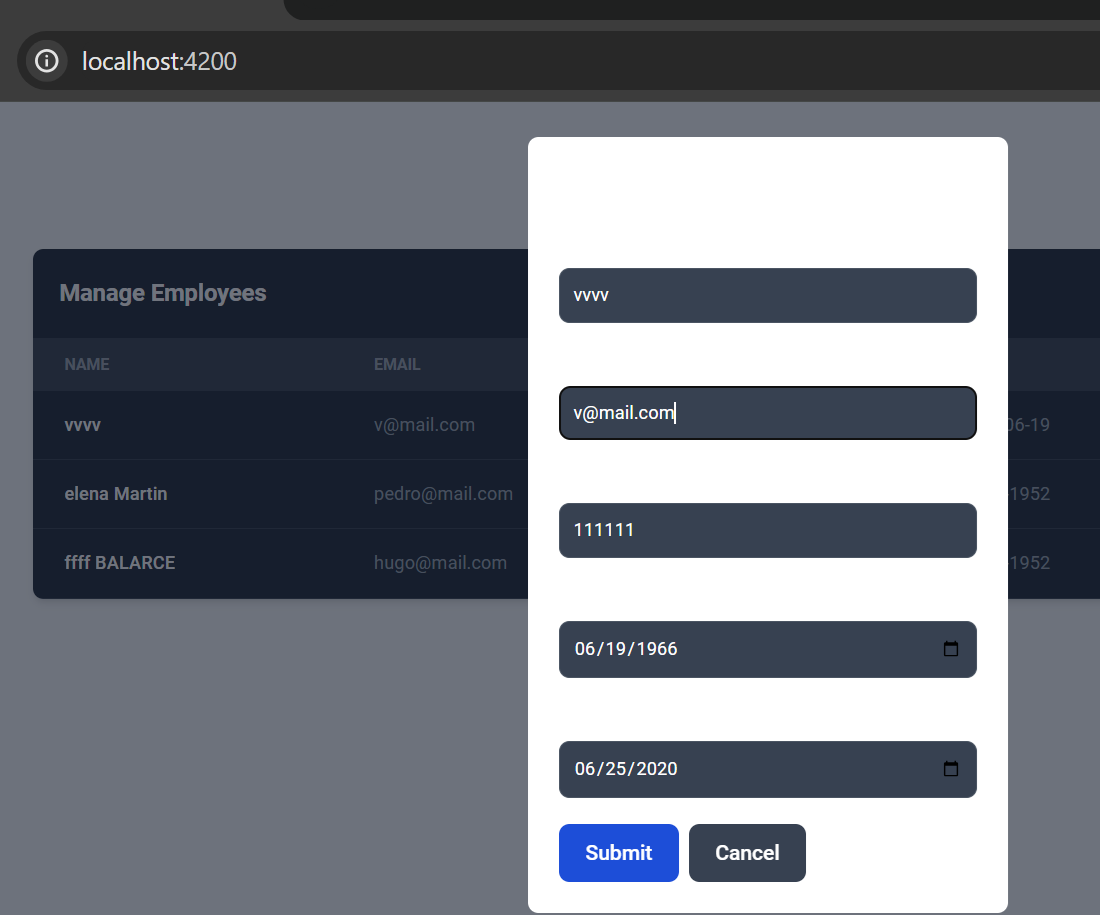 localhost:4200
Manage Employees
NAME EMAIL
vvvv v@mail.com 06-19
elena Martin pedro@mail.com -1952
ffff BALARCE hugo@mail.com -1952
vvvv
v@mail.com
111111
06/19/1966
06/25/2020
Submit Cancel